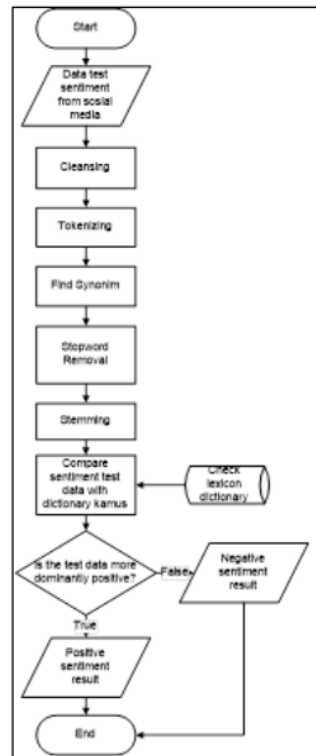 Start
Data test
sentiment
from sosial
media
Cleansing
Tokenizing
Find Synonim
Stopword
Removal
Stemming
Compare
sentiment test
data with
dictionary kamus
Check
lexicon
dictionary
Is the test data more
dominantly positive?
False
Negative
sentiment
result
True
Positive
sentiment
result
End